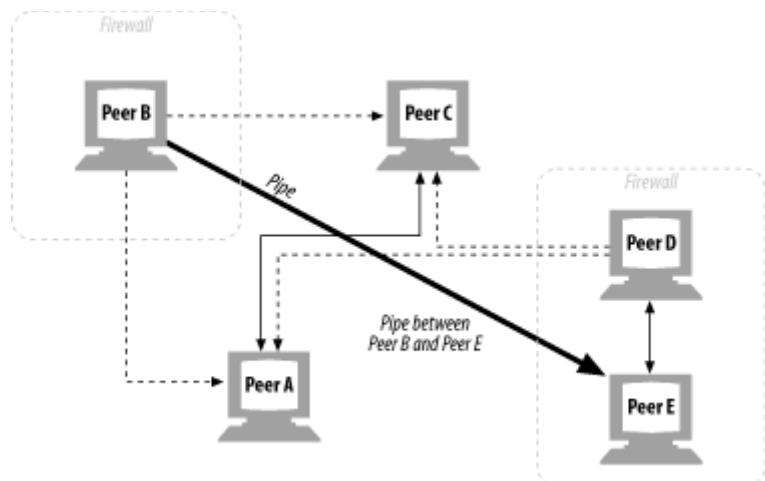 Firewall
Peer B
Peer C
Pipe
Firewall
Peer D
Pipe between
Peer B and Peer E
Peer A
Peer E